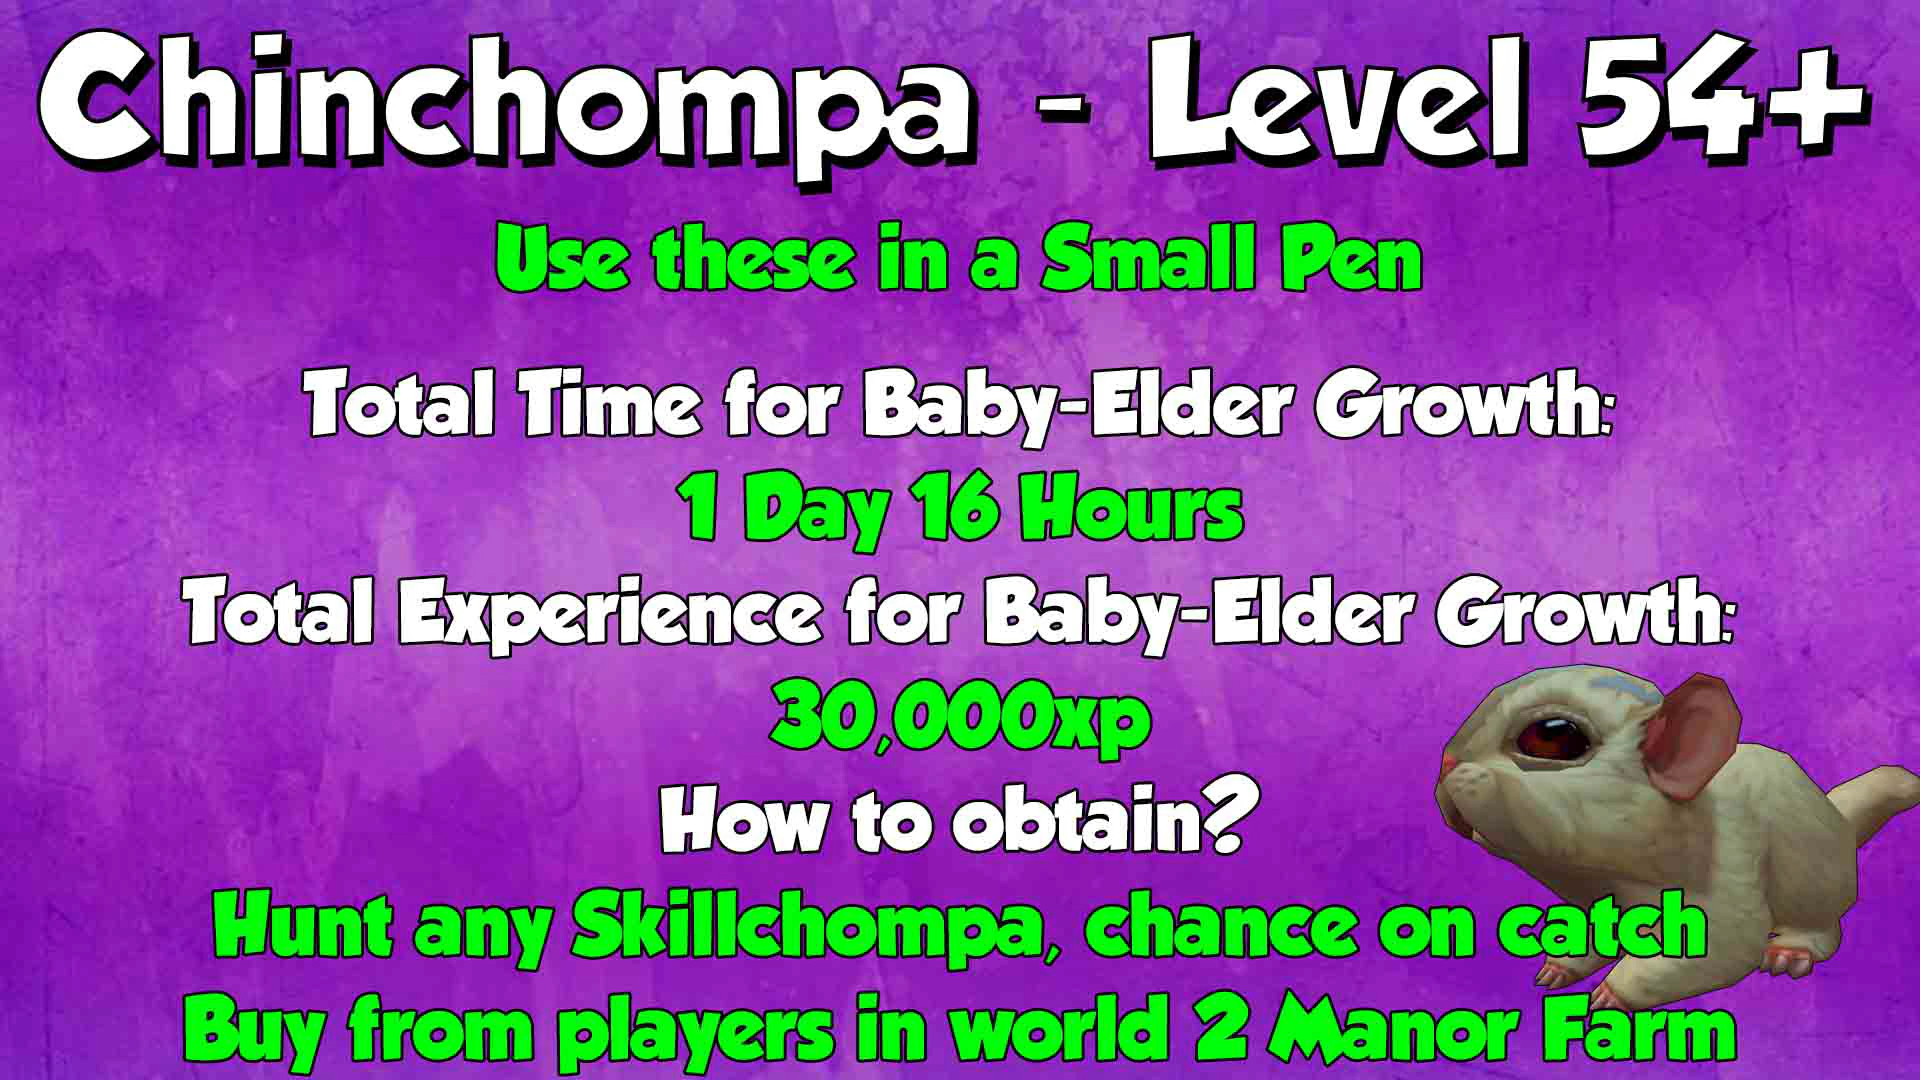 Chinchompa - Level 54+
Use these in a Small Pen
Total Time for Baby-Elder Growth:
1 Day 16 Hours
Total Experience for Baby-Elder Growth:
30,000xp
How to obtain?
Hunt any Skillchompa, chance on catch
Buy from players in world 2 Manor Farm